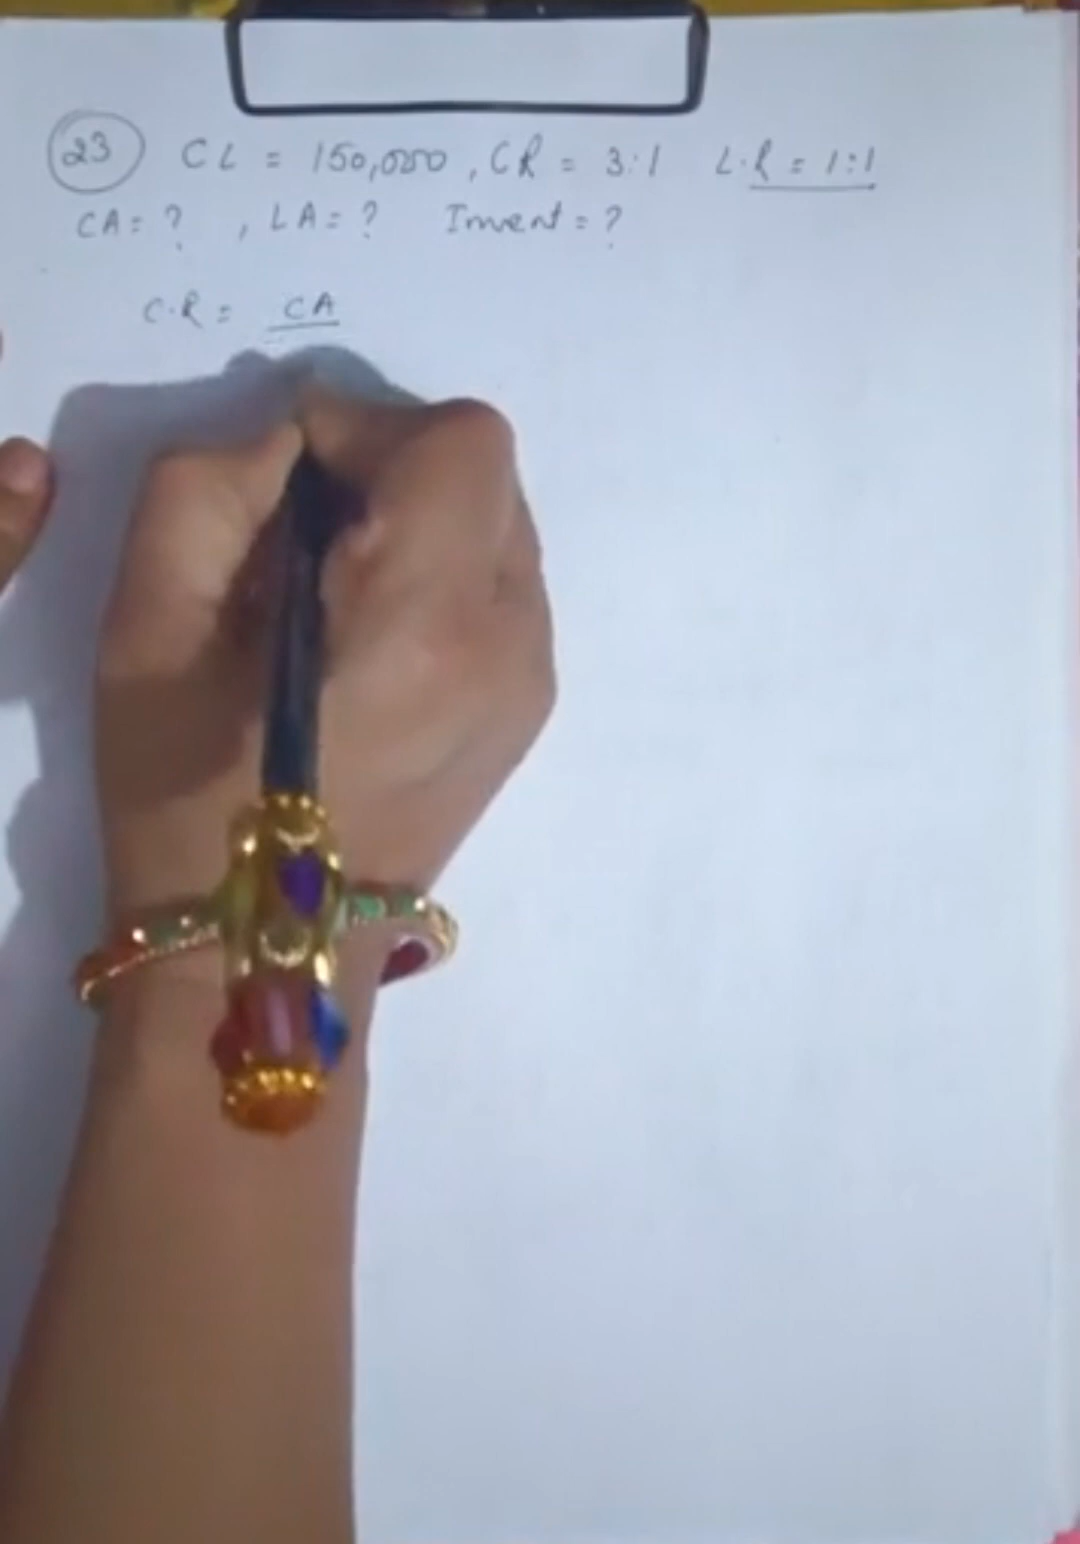 23 CL = 150,000, CR = 3:1 L.R = 1:1
CA = ? , LA = ? Invent = ?
C.R = CA